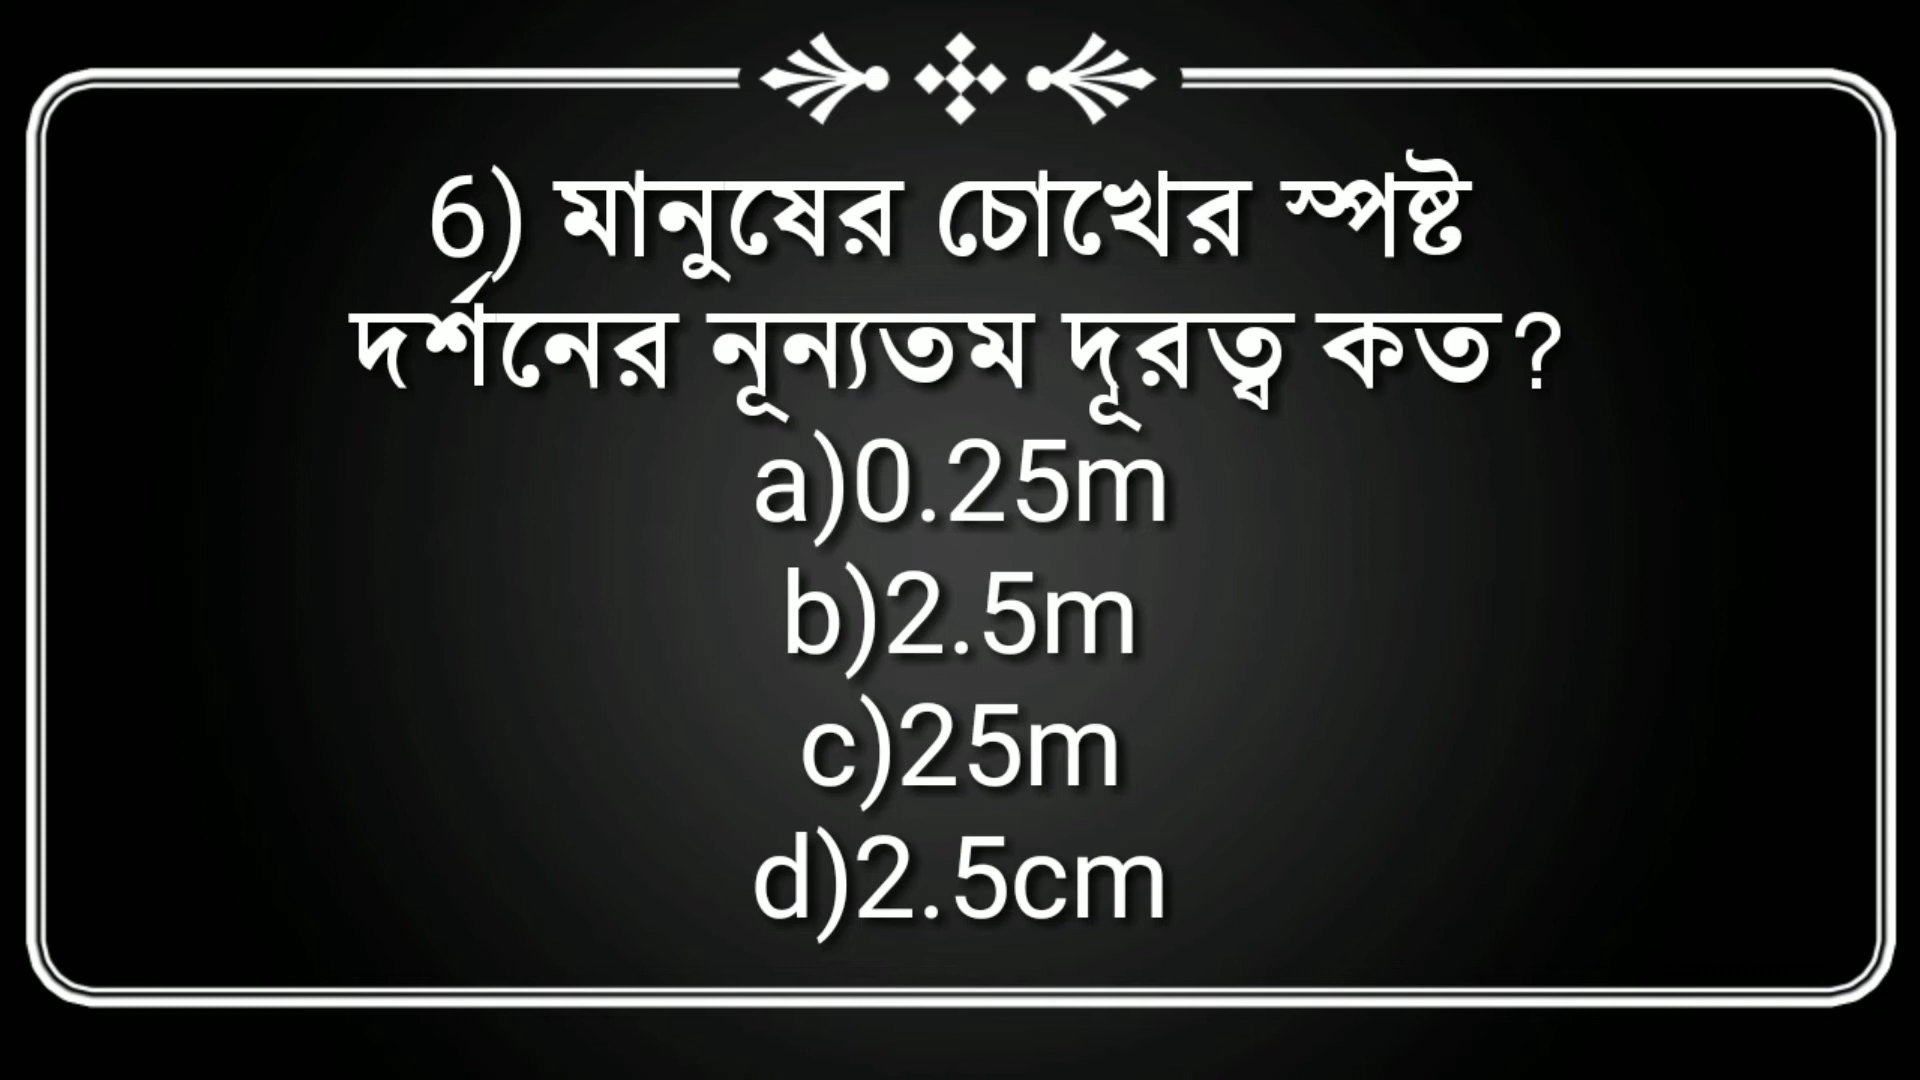 6) মানুষের চোখের স্পষ্ট
দর্শনের নূন্যতম দূরত্ব কত?
a)0.25m
b)2.5m
c)25m
d)2.5cm